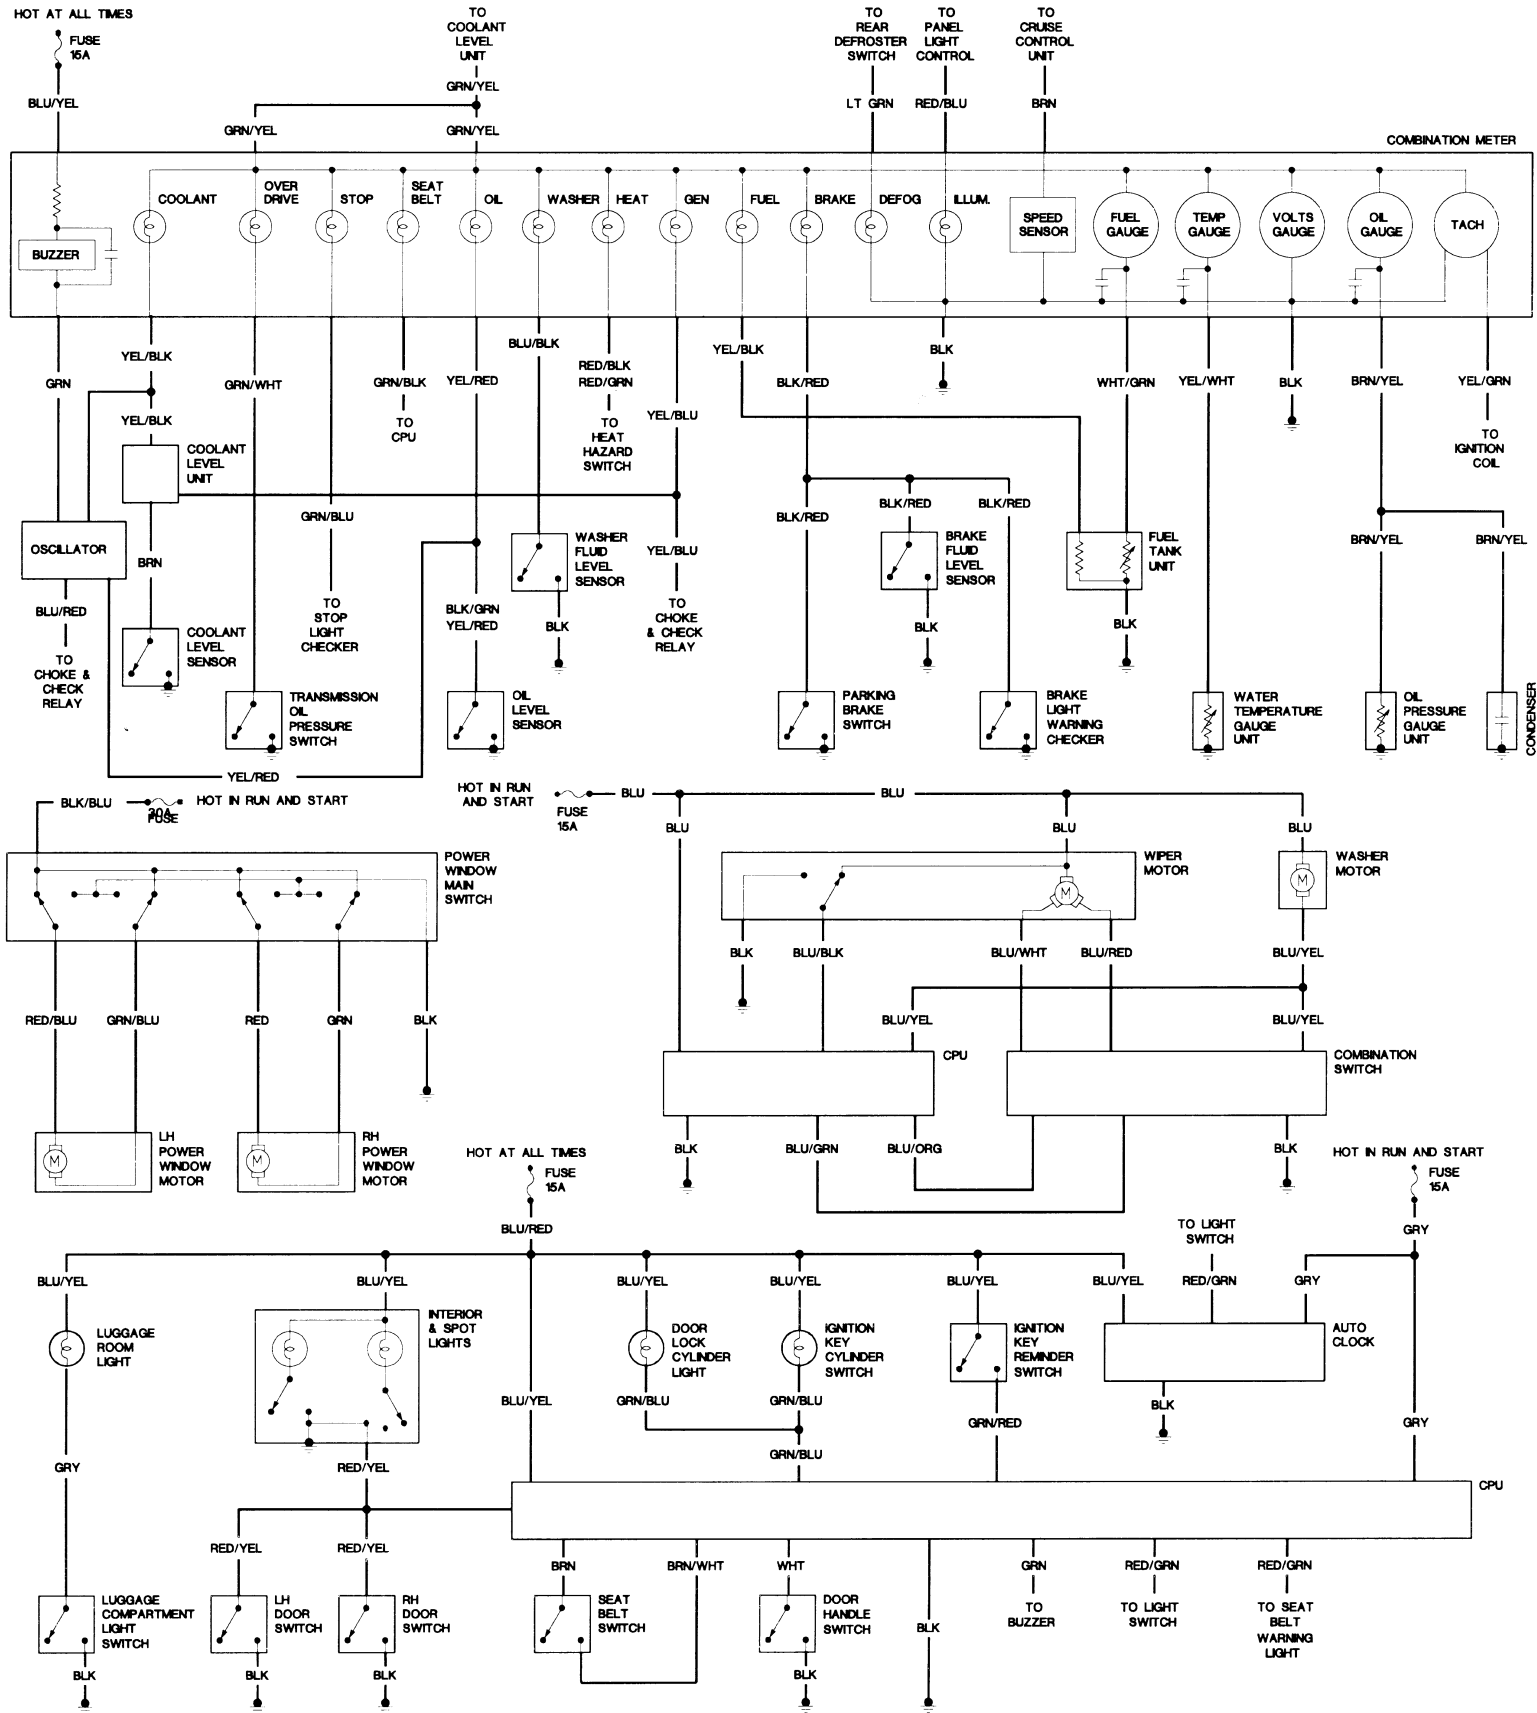 HOT AT ALL TIMES
FUSE
15A
BLU/YEL
TO
COOLANT
LEVEL
UNIT
GRN/YEL
GRN/YEL
GRN/YEL
TO
REAR
DEFROSTER
SWITCH
LT GRN
TO
PANEL
LIGHT
CONTROL
RED/BLU
TO
CRUISE
CONTROL
UNIT
BRN
COMBINATION METER
BUZZER
COOLANT
OVER
DRIVE
STOP
SEAT
BELT
OIL
WASHER
HEAT
GEN
FUEL
BRAKE
DEFOG
ILLUM.
SPEED
SENSOR
FUEL
GAUGE
TEMP
GAUGE
VOLTS
GAUGE
OIL
GAUGE
TACH
GRN
YEL/BLK
YEL/BLK
GRN/WHT
GRN/BLK
TO
CPU
YEL/RED
BLU/BLK
RED/BLK
RED/GRN
TO
HEAT
HAZARD
SWITCH
YEL/BLU
YEL/BLK
BLK/RED
BLK
WHT/GRN
YEL/WHT
BLK
BRN/YEL
YEL/GRN
TO
IGNITION
COIL
COOLANT
LEVEL
UNIT
OSCILLATOR
BLU/RED
TO
CHOKE &
CHECK
RELAY
BRN
COOLANT
LEVEL
SENSOR
GRN/BLU
TO
STOP
LIGHT
CHECKER
TRANSMISSION
OIL
PRESSURE
SWITCH
YEL/RED
BLK/GRN
YEL/RED
OIL
LEVEL
SENSOR
WASHER
FLUID
LEVEL
SENSOR
BLK
YEL/BLU
TO
CHOKE
& CHECK
RELAY
BLK/RED
BLK/RED
BLK/RED
BRAKE
FLUID
LEVEL
SENSOR
BLK
PARKING
BRAKE
SWITCH
BRAKE
LIGHT
WARNING
CHECKER
FUEL
TANK
UNIT
BLK
WATER
TEMPERATURE
GAUGE
UNIT
BRN/YEL
BRN/YEL
OIL
PRESSURE
GAUGE
UNIT
CONDENSER
BLK/BLU
30A
FUSE
HOT IN RUN AND START
POWER
WINDOW
MAIN
SWITCH
RED/BLU
GRN/BLU
RED
GRN
BLK
M
LH
POWER
WINDOW
MOTOR
M
RH
POWER
WINDOW
MOTOR
HOT IN RUN
AND START
FUSE
15A
BLU
BLU
BLU
BLU
BLU
WIPER
MOTOR
M
WASHER
MOTOR
M
BLK
BLU/BLK
BLU/WHT
BLU/RED
BLU/YEL
BLU/YEL
BLU/YEL
CPU
COMBINATION
SWITCH
BLK
BLU/GRN
BLU/ORG
BLK
HOT AT ALL TIMES
FUSE
15A
BLU/RED
HOT IN RUN AND START
FUSE
15A
GRY
TO LIGHT
SWITCH
BLU/YEL
BLU/YEL
BLU/YEL
BLU/YEL
BLU/YEL
BLU/YEL
RED/GRN
GRY
LUGGAGE
ROOM
LIGHT
INTERIOR
& SPOT
LIGHTS
DOOR
LOCK
CYLINDER
LIGHT
IGNITION
KEY
CYLINDER
SWITCH
IGNITION
KEY
REMINDER
SWITCH
AUTO
CLOCK
BLU/YEL
GRN/BLU
GRN/BLU
GRN/RED
BLK
GRY
GRN/BLU
GRY
RED/YEL
CPU
RED/YEL
RED/YEL
BRN
BRN/WHT
WHT
GRN
TO
BUZZER
RED/GRN
TO LIGHT
SWITCH
RED/GRN
TO SEAT
BELT
WARNING
LIGHT
LUGGAGE
COMPARTMENT
LIGHT
SWITCH
BLK
LH
DOOR
SWITCH
BLK
RH
DOOR
SWITCH
BLK
SEAT
BELT
SWITCH
DOOR
HANDLE
SWITCH
BLK
BLK